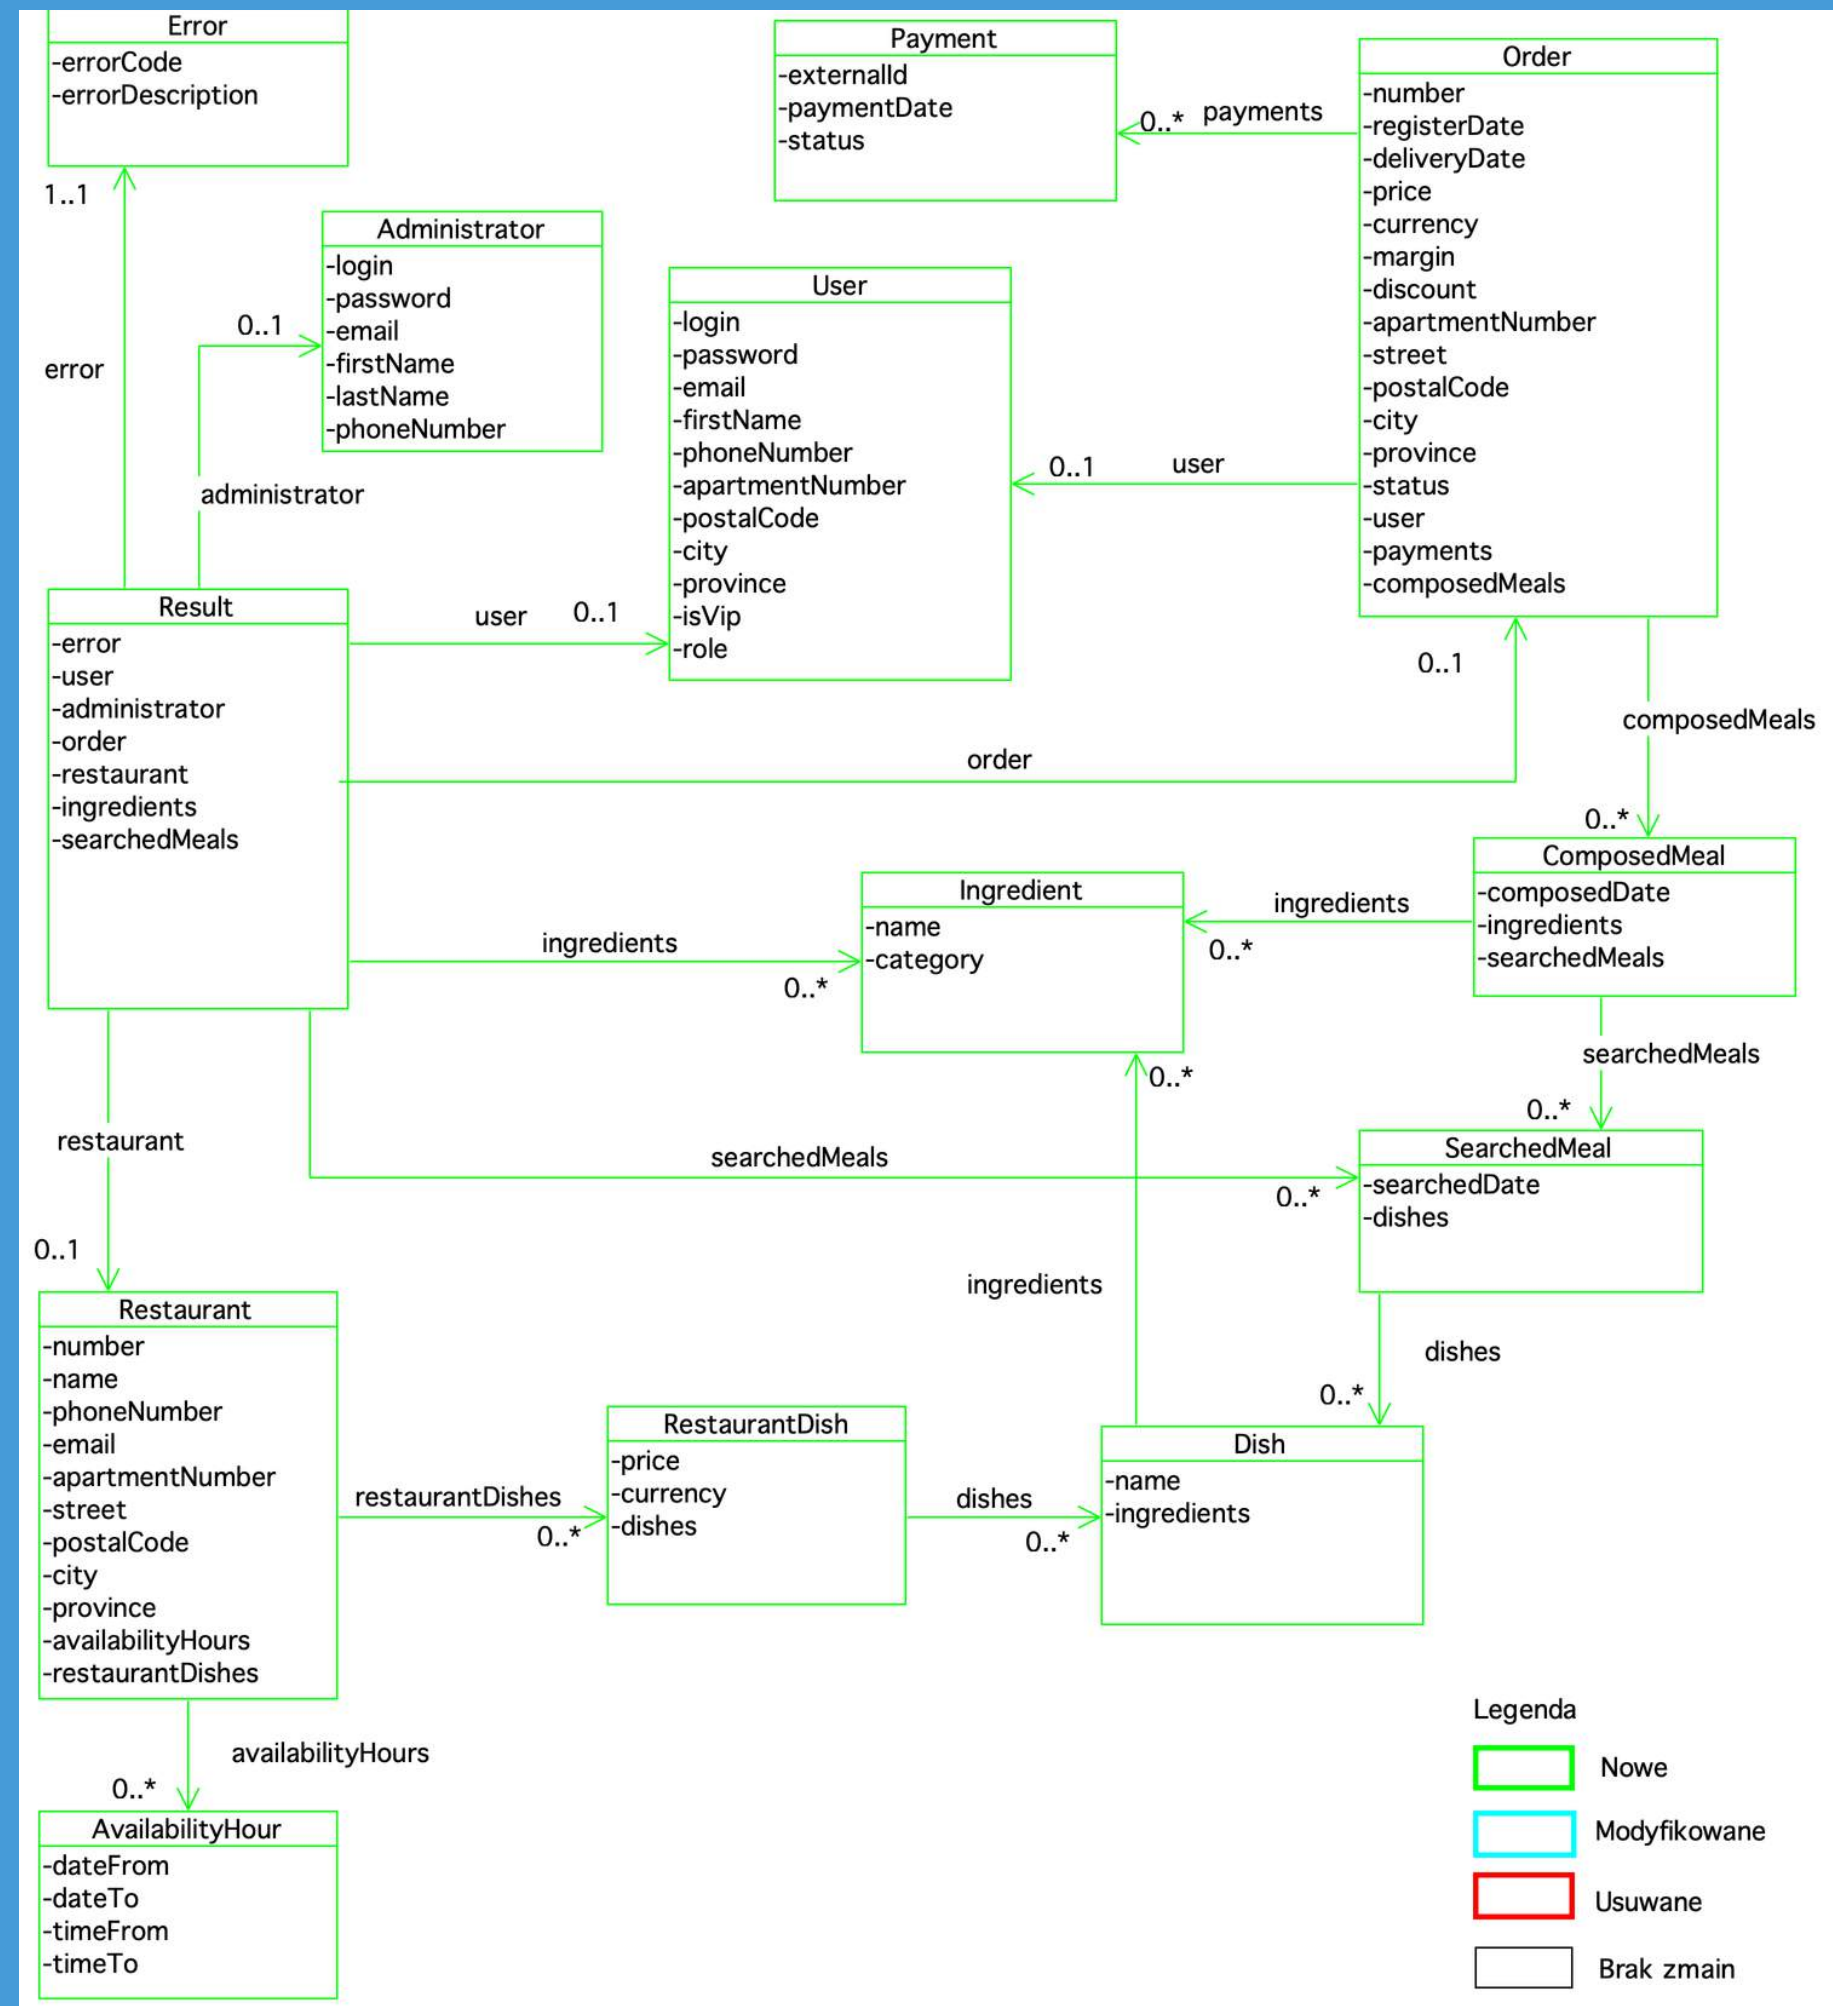 Error
-errorCode
-errorDescription
Payment
-externalId
-paymentDate
-status
Order
-number
-registerDate
-deliveryDate
-price
-currency
-margin
-discount
-apartmentNumber
-street
-postalCode
-city
-province
-status
-user
-payments
-composedMeals
0..* payments
1..1
error
Administrator
-login
-password
-email
-firstName
-lastName
-phoneNumber
0..1
administrator
User
-login
-password
-email
-firstName
-phoneNumber
-apartmentNumber
-postalCode
-city
-province
-isVip
-role
0..1 user
Result
-error
-user
-administrator
-order
-restaurant
-ingredients
-searchedMeals
user 0..1
0..1
order
composedMeals
0..*
ComposedMeal
-composedDate
-ingredients
-searchedMeals
Ingredient
-name
-category
ingredients
0..*
ingredients
0..*
searchedMeals
0..*
0..*
restaurant
searchedMeals
0..*
SearchedMeal
-searchedDate
-dishes
0..1
ingredients
dishes
0..*
Restaurant
-number
-name
-phoneNumber
-email
-apartmentNumber
-street
-postalCode
-city
-province
-availabilityHours
-restaurantDishes
restaurantDishes
0..*
RestaurantDish
-price
-currency
-dishes
dishes
0..*
Dish
-name
-ingredients
availabilityHours
0..*
AvailabilityHour
-dateFrom
-dateTo
-timeFrom
-timeTo
Legenda
Nowe
Modyfikowane
Usuwane
Brak zmain